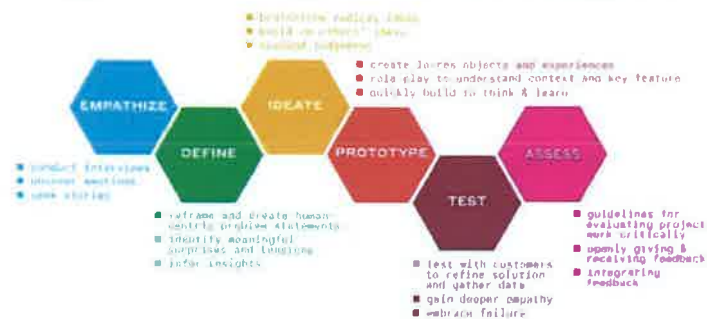 brainstorm radical ideas
build on others' ideas
suspend judgement
create lo-res objects and experiences
role play to understand context and key feature
quickly build to think & learn
EMPATHIZE
IDEATE
DEFINE
PROTOTYPE
ASSESS
TEST
conduct interviews
uncover emotions
seek stories
reframe and create human-
centric problem statements
identify meaningful
surprises and tensions
infer insights
test with customers
to refine solution
and gather data
gain deeper empathy
embrace failure
guidelines for
evaluating project
work critically
openly giving &
receiving feedback
integrating
feedback